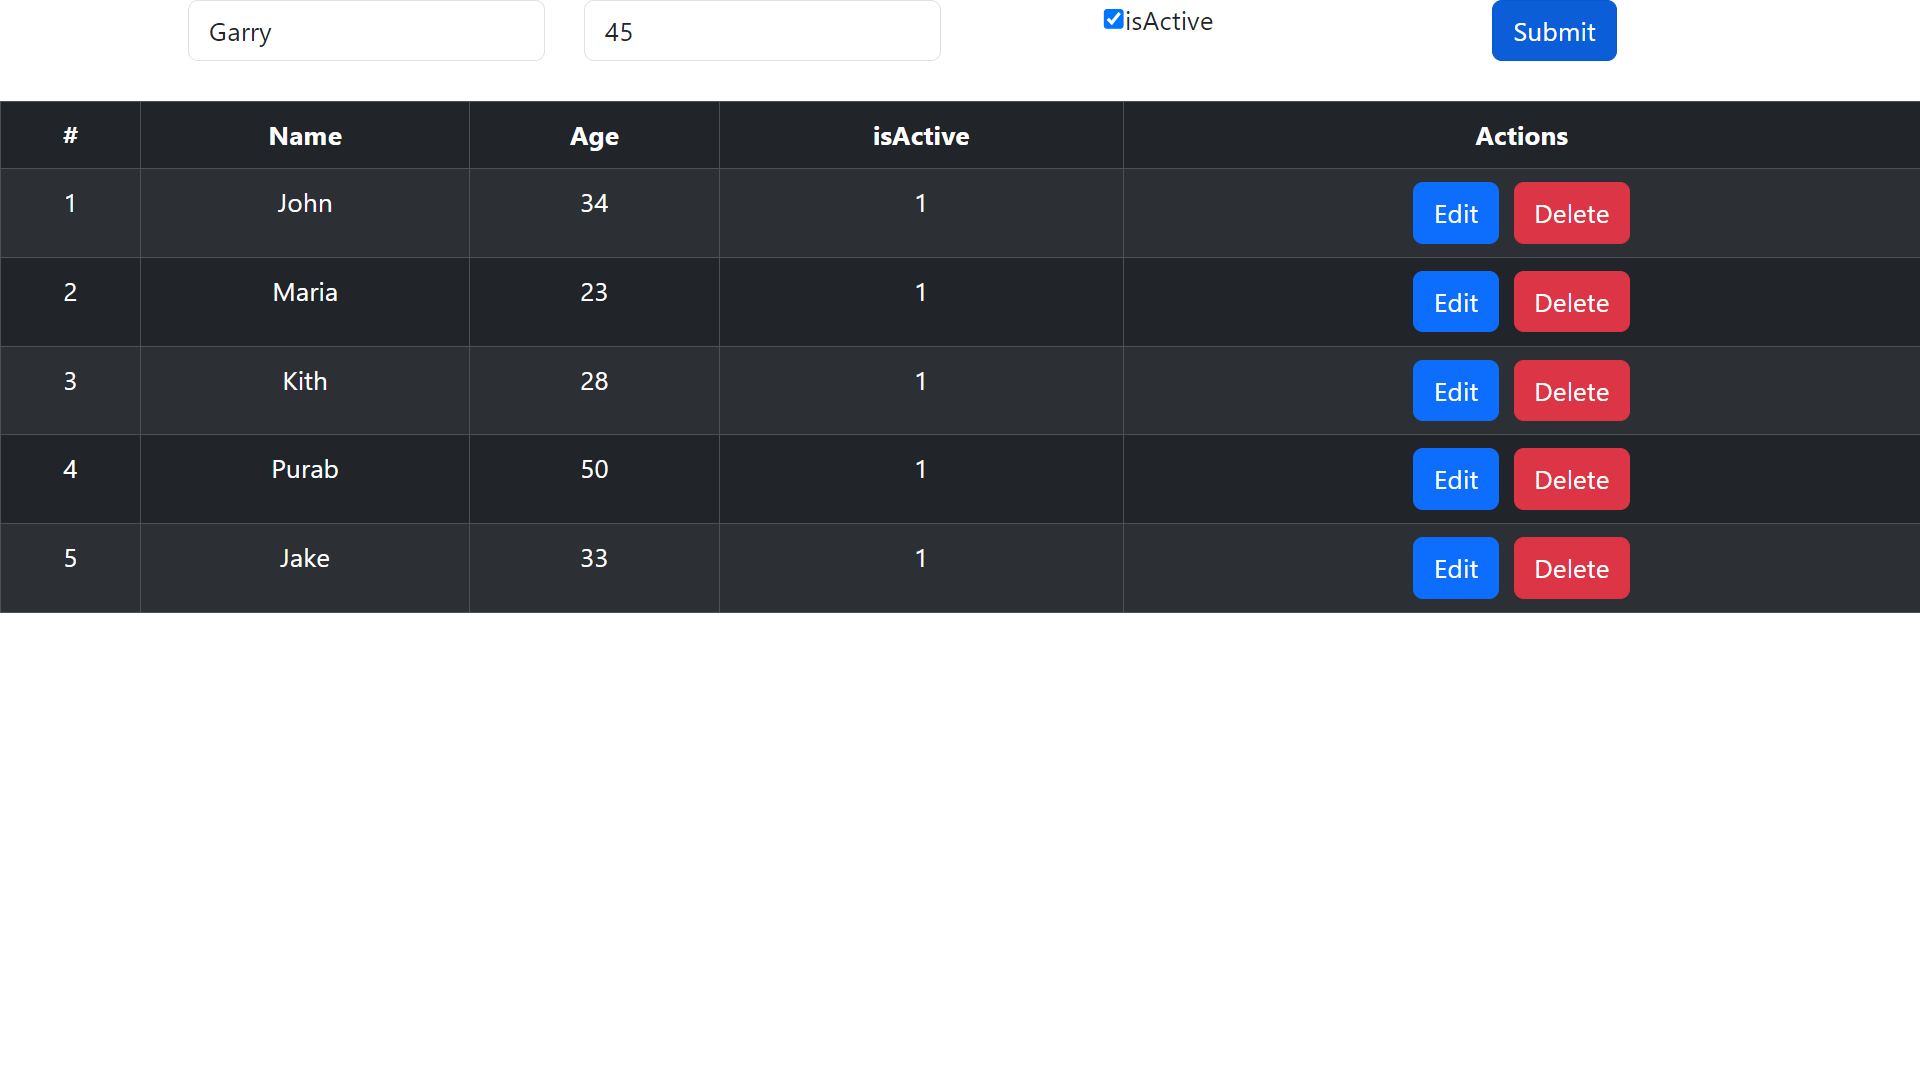 Garry 45 isActive Submit
# Name Age isActive Actions
1 John 34 1 Edit Delete
2 Maria 23 1 Edit Delete
3 Kith 28 1 Edit Delete
4 Purab 50 1 Edit Delete
5 Jake 33 1 Edit Delete